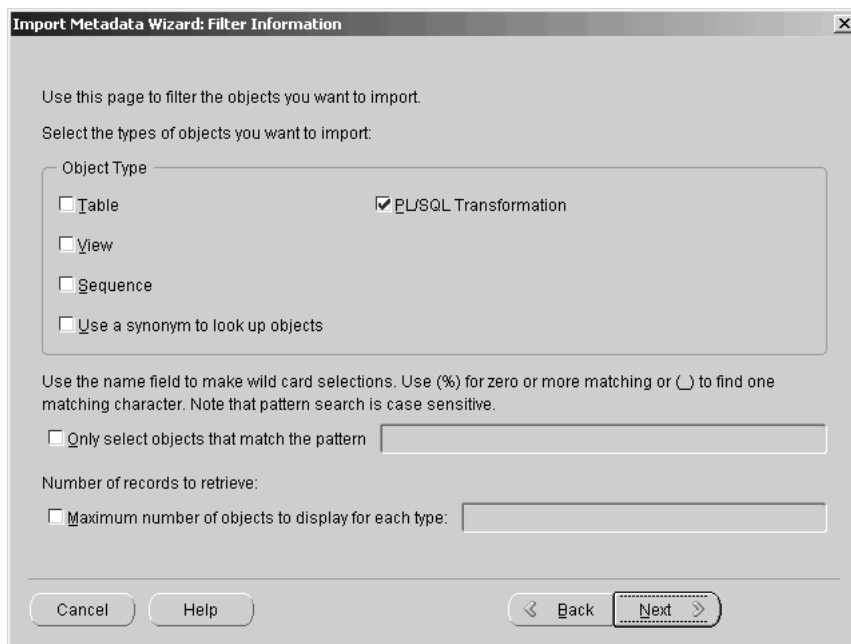 Import Metadata Wizard: Filter Information
Use this page to filter the objects you want to import.
Select the types of objects you want to import:
Object Type
Table
PL/SQL Transformation
View
Sequence
Use a synonym to look up objects
Use the name field to make wild card selections. Use (%) for zero or more matching or (_) to find one
matching character. Note that pattern search is case sensitive.
Only select objects that match the pattern
Number of records to retrieve:
Maximum number of objects to display for each type:
Cancel
Help
Back
Next